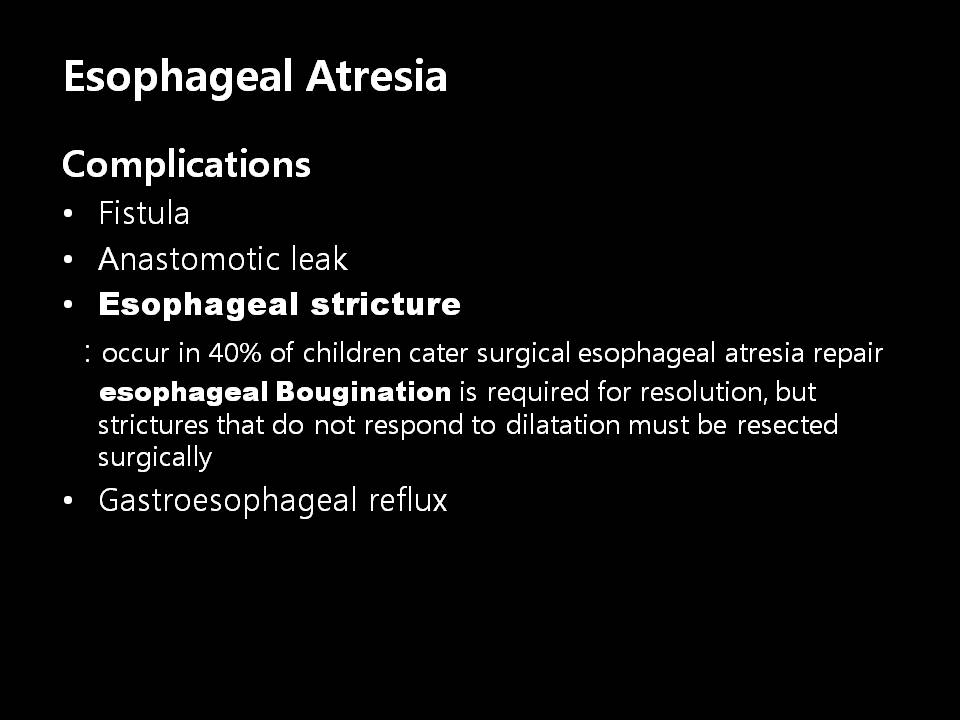 Esophageal Atresia
Complications
• Fistula
• Anastomotic leak
• Esophageal stricture
: occur in 40% of children cater surgical esophageal atresia repair
esophageal Bougination is required for resolution, but
strictures that do not respond to dilatation must be resected
surgically
• Gastroesophageal reflux